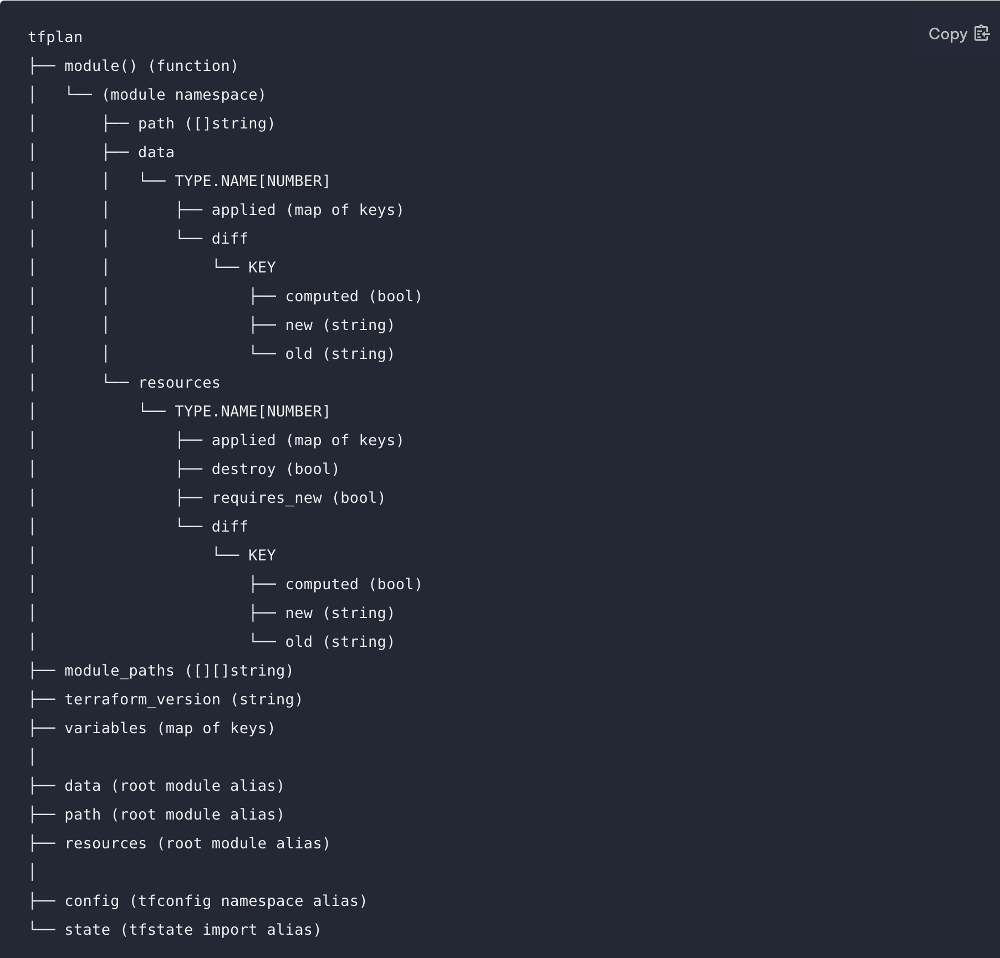 tfplan
Copy
├── module() (function)
│   └── (module namespace)
│       ├── path ([]string)
│       ├── data
│       │   └── TYPE.NAME[NUMBER]
│       │       ├── applied (map of keys)
│       │       └── diff
│       │           └── KEY
│       │               ├── computed (bool)
│       │               ├── new (string)
│       │               └── old (string)
│       └── resources
│           └── TYPE.NAME[NUMBER]
│               ├── applied (map of keys)
│               ├── destroy (bool)
│               ├── requires_new (bool)
│               └── diff
│                   └── KEY
│                       ├── computed (bool)
│                       ├── new (string)
│                       └── old (string)
├── module_paths ([][]string)
├── terraform_version (string)
├── variables (map of keys)
│
├── data (root module alias)
├── path (root module alias)
├── resources (root module alias)
│
├── config (tfconfig namespace alias)
└── state (tfstate import alias)